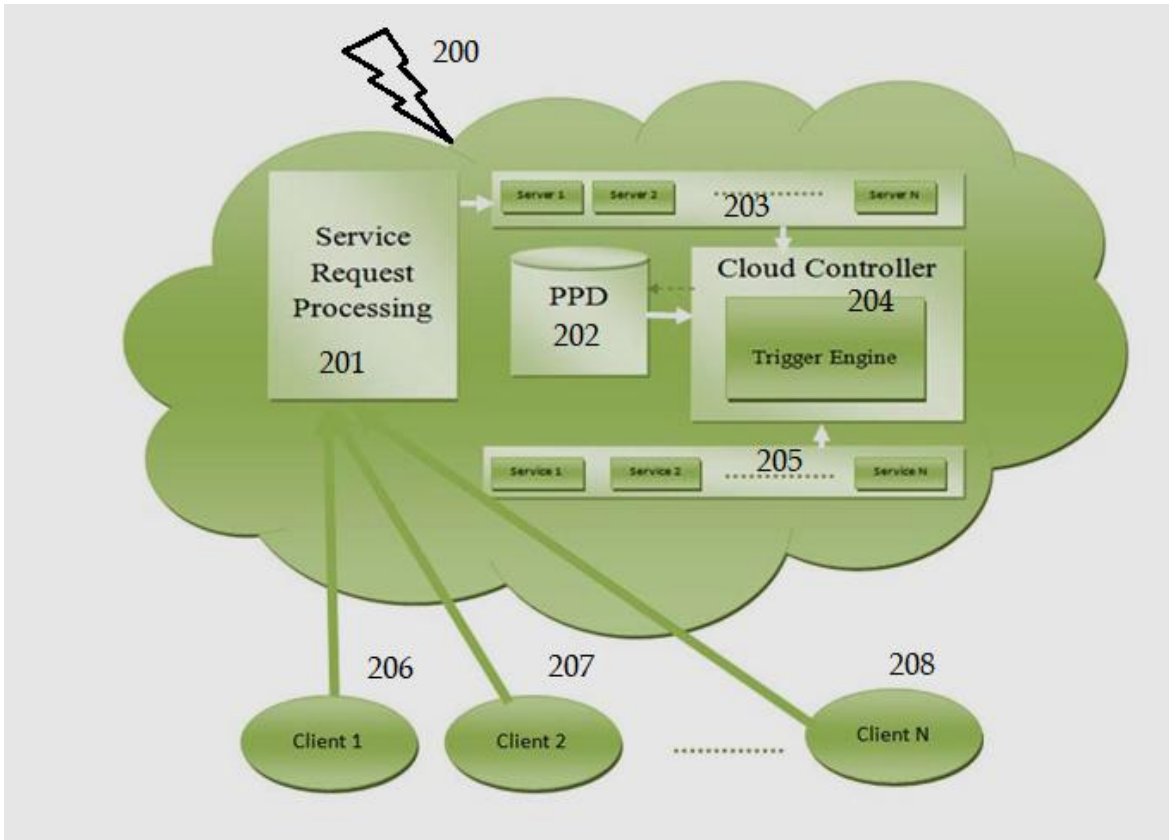 200
Server 1 Server 2 .................. Server N
203
Service
Request
Processing
201
PPD
202
Cloud Controller
204
Trigger Engine
205
Service 1 Service 2 .................. Service N
206 207 208
Client 1 Client 2 .................. Client N